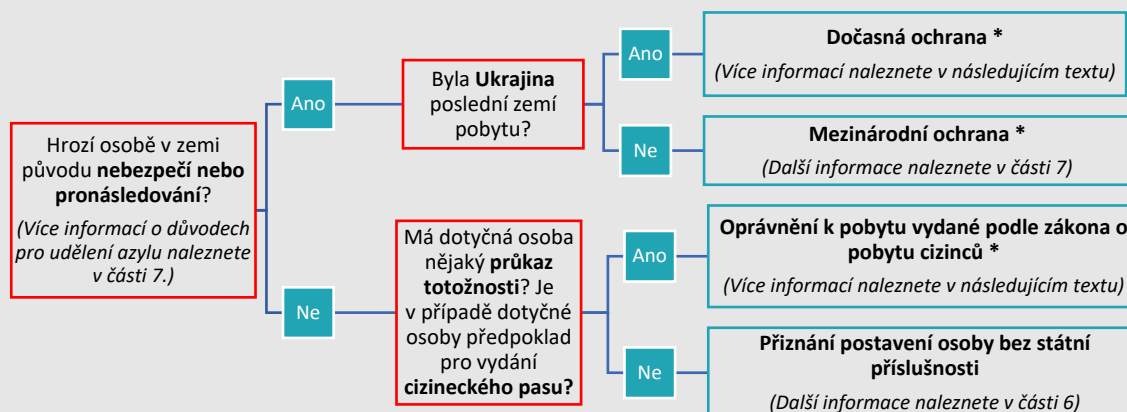 Hrozí osobě v zemi
původu nebezpečí nebo
pronásledování?
(Více informací o důvodech
pro udělení azylu naleznete
v části 7.)
Ano
Byla Ukrajina
poslední zemí
pobytu?
Ano
Dočasná ochrana *
(Více informací naleznete v následujícím textu)
Ne
Mezinárodní ochrana *
(Další informace naleznete v části 7)
Ne
Má dotyčná osoba
nějaký průkaz
totožnosti? Je
v případě dotyčné
osoby předpoklad
pro vydání
cizineckého pasu?
Ano
Oprávnění k pobytu vydané podle zákona o
pobytu cizinců *
(Více informací naleznete v následujícím textu)
Ne
Přiznání postavení osoby bez státní
příslušnosti
(Další informace naleznete v části 6)